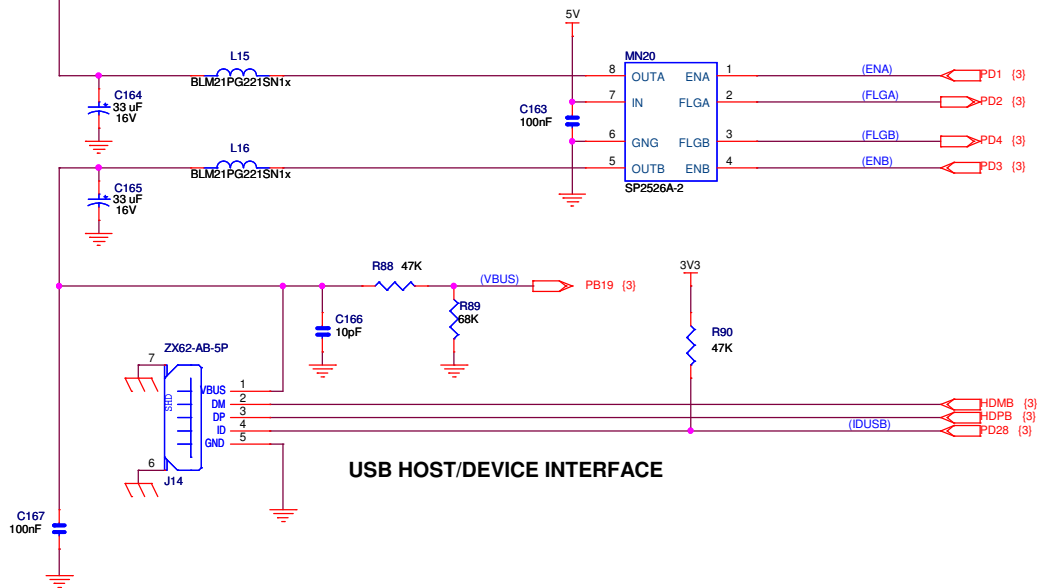 5V
L15
BLM21PG221SN1x
C164
33 uF
16V
C163
100nF
MN20
8 OUTA ENA 1 (ENA) PD1 {3}
7 IN FLGA 2 (FLGA) PD2 {3}
6 GNG FLGB 3 (FLGB) PD4 {3}
5 OUTB ENB 4 (ENB) PD3 {3}
SP2526A-2
L16
BLM21PG221SN1x
C165
33 uF
16V
R88 47K
(VBUS)
PB19 {3}
R89
68K
C166
10pF
3V3
R90
47K
ZX62-AB-5P
7
SHD
VBUS 1
DM 2 HDMB {3}
DP 3 HDPB {3}
ID 4 (IDUSB) PD28 {3}
GND 5
6
J14
USB HOST/DEVICE INTERFACE
C167
100nF